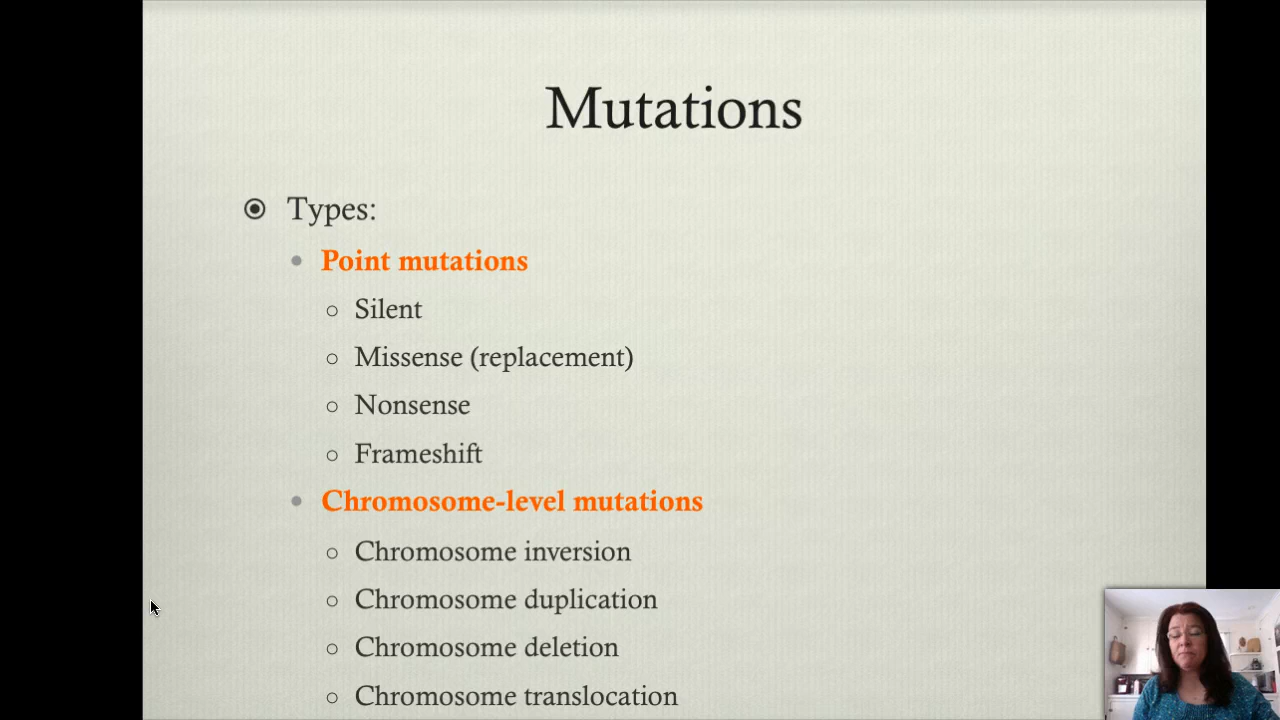 Mutations
Types:
Point mutations
Silent
Missense (replacement)
Nonsense
Frameshift
Chromosome-level mutations
Chromosome inversion
Chromosome duplication
Chromosome deletion
Chromosome translocation